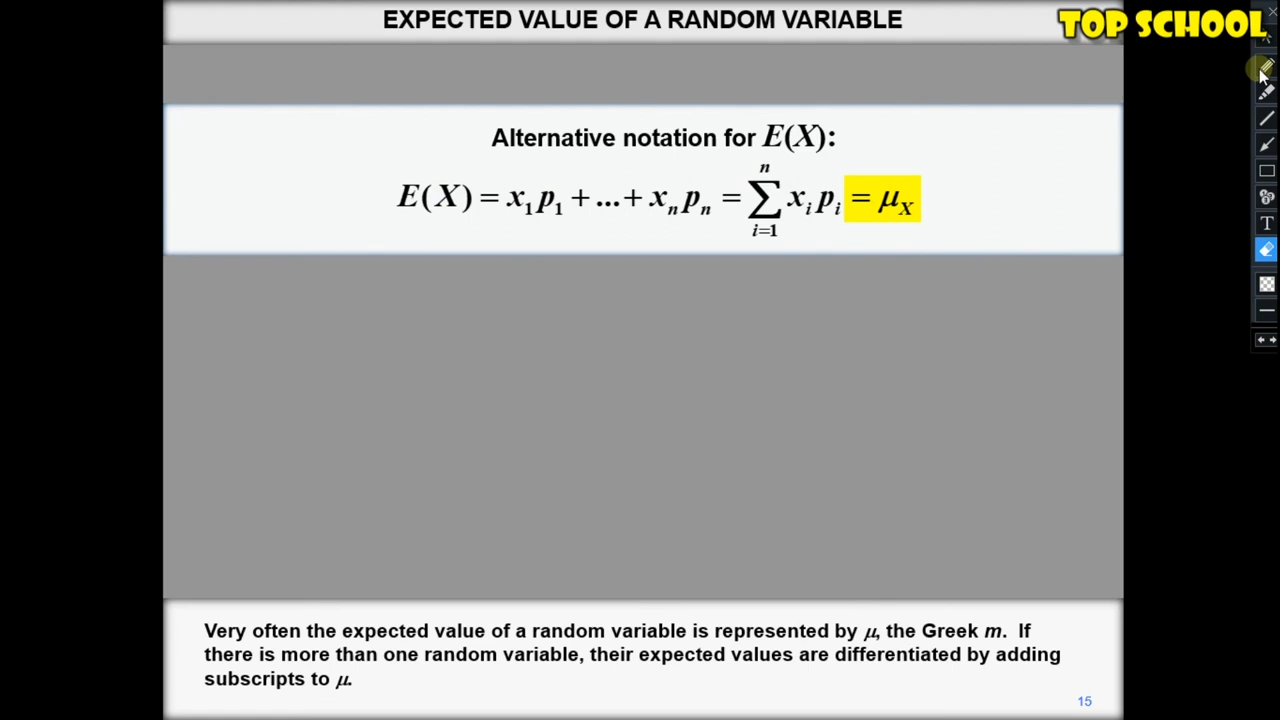 EXPECTED VALUE OF A RANDOM VARIABLE
TOP SCHOOL
Alternative notation for E(X):
E(X) = x₁p₁ + ... + xₙpₙ = ∑ⁿᵢ₌₁ xᵢpᵢ = μ_X
T
Very often the expected value of a random variable is represented by μ, the Greek m. If
there is more than one random variable, their expected values are differentiated by adding
subscripts to μ.
15